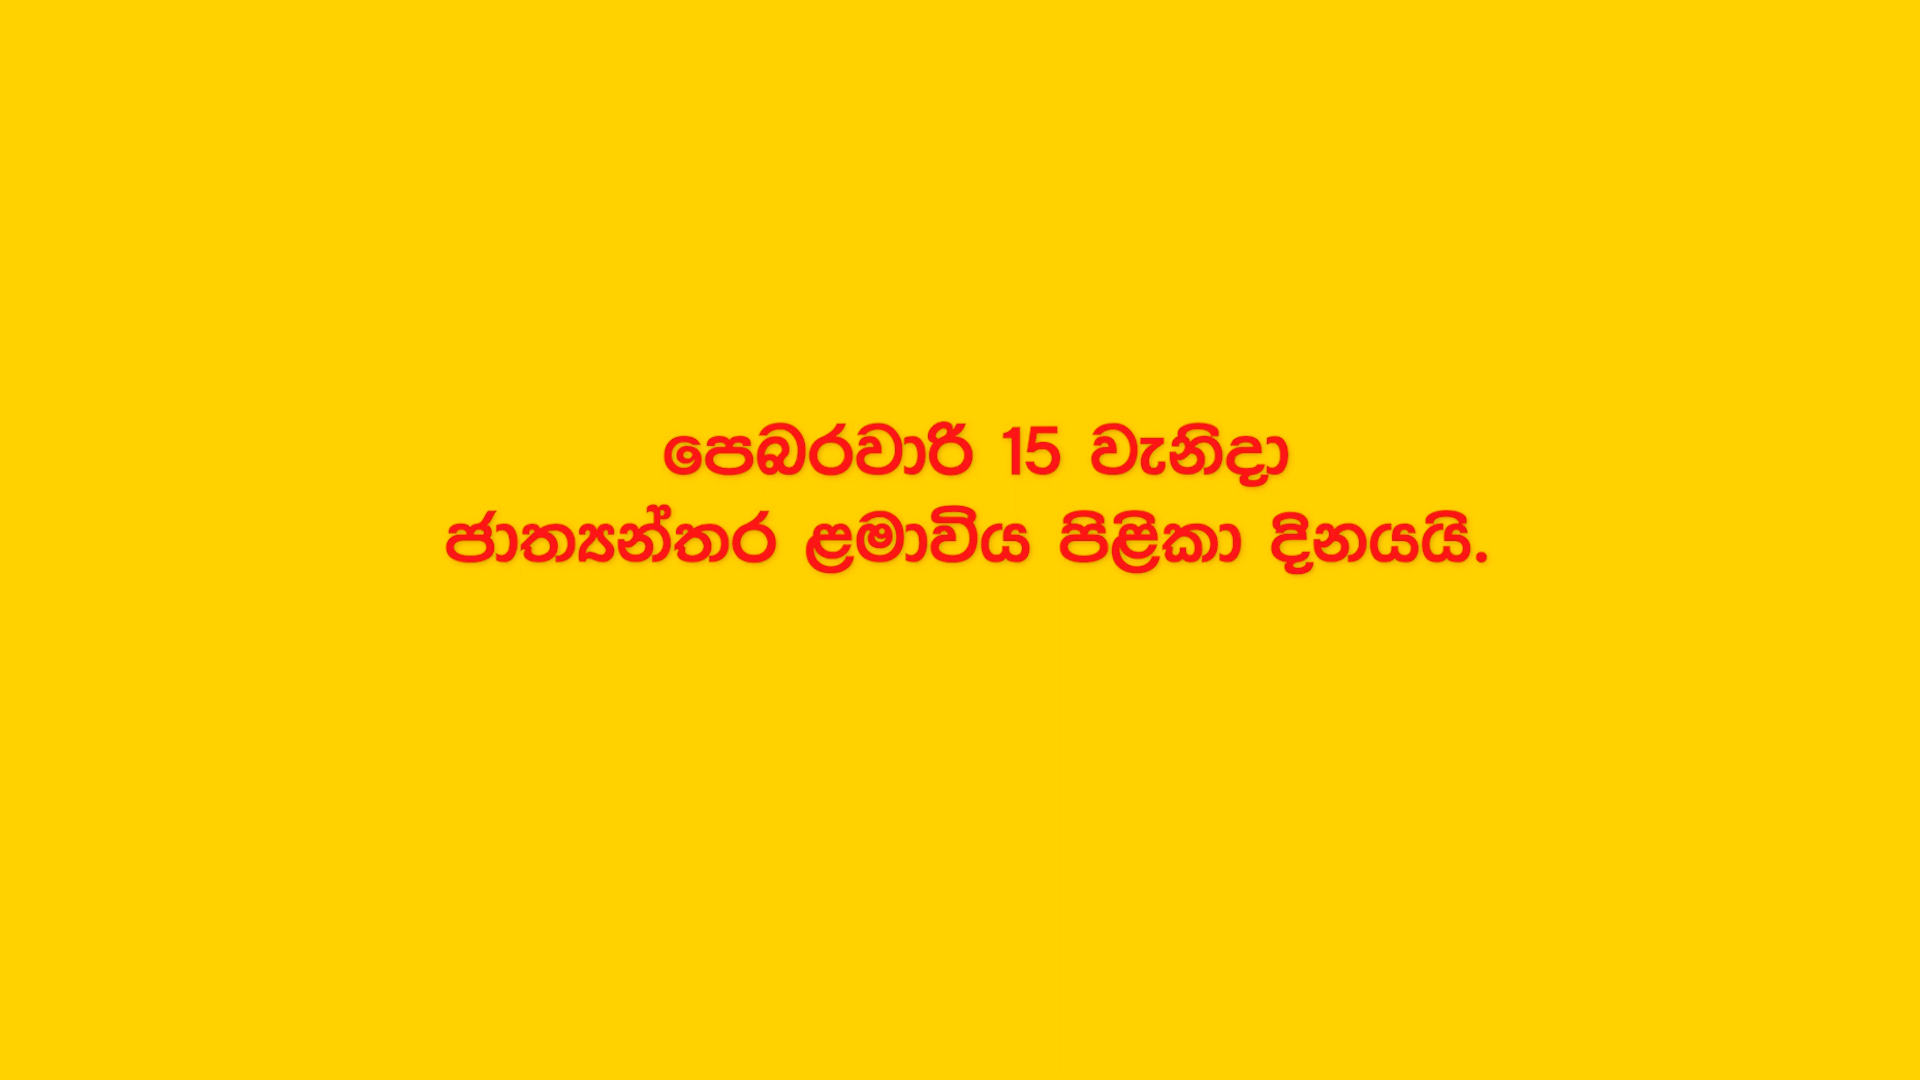 පෙබරවාරි 15 වැනිදා
ජාත්‍යන්තර ළමාවිය පිළිකා දිනයයි.